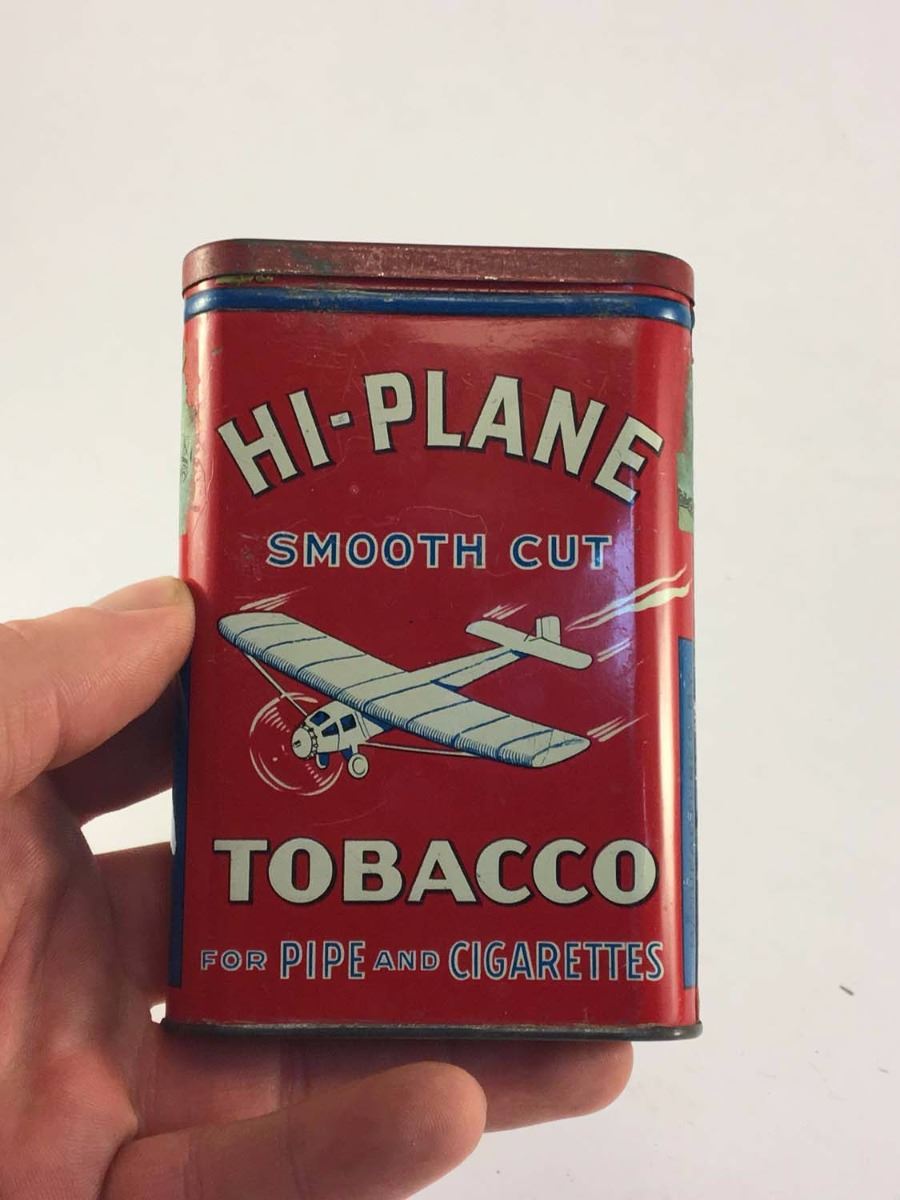 HI-PLANE
SMOOTH CUT
TOBACCO
FOR PIPE AND CIGARETTES